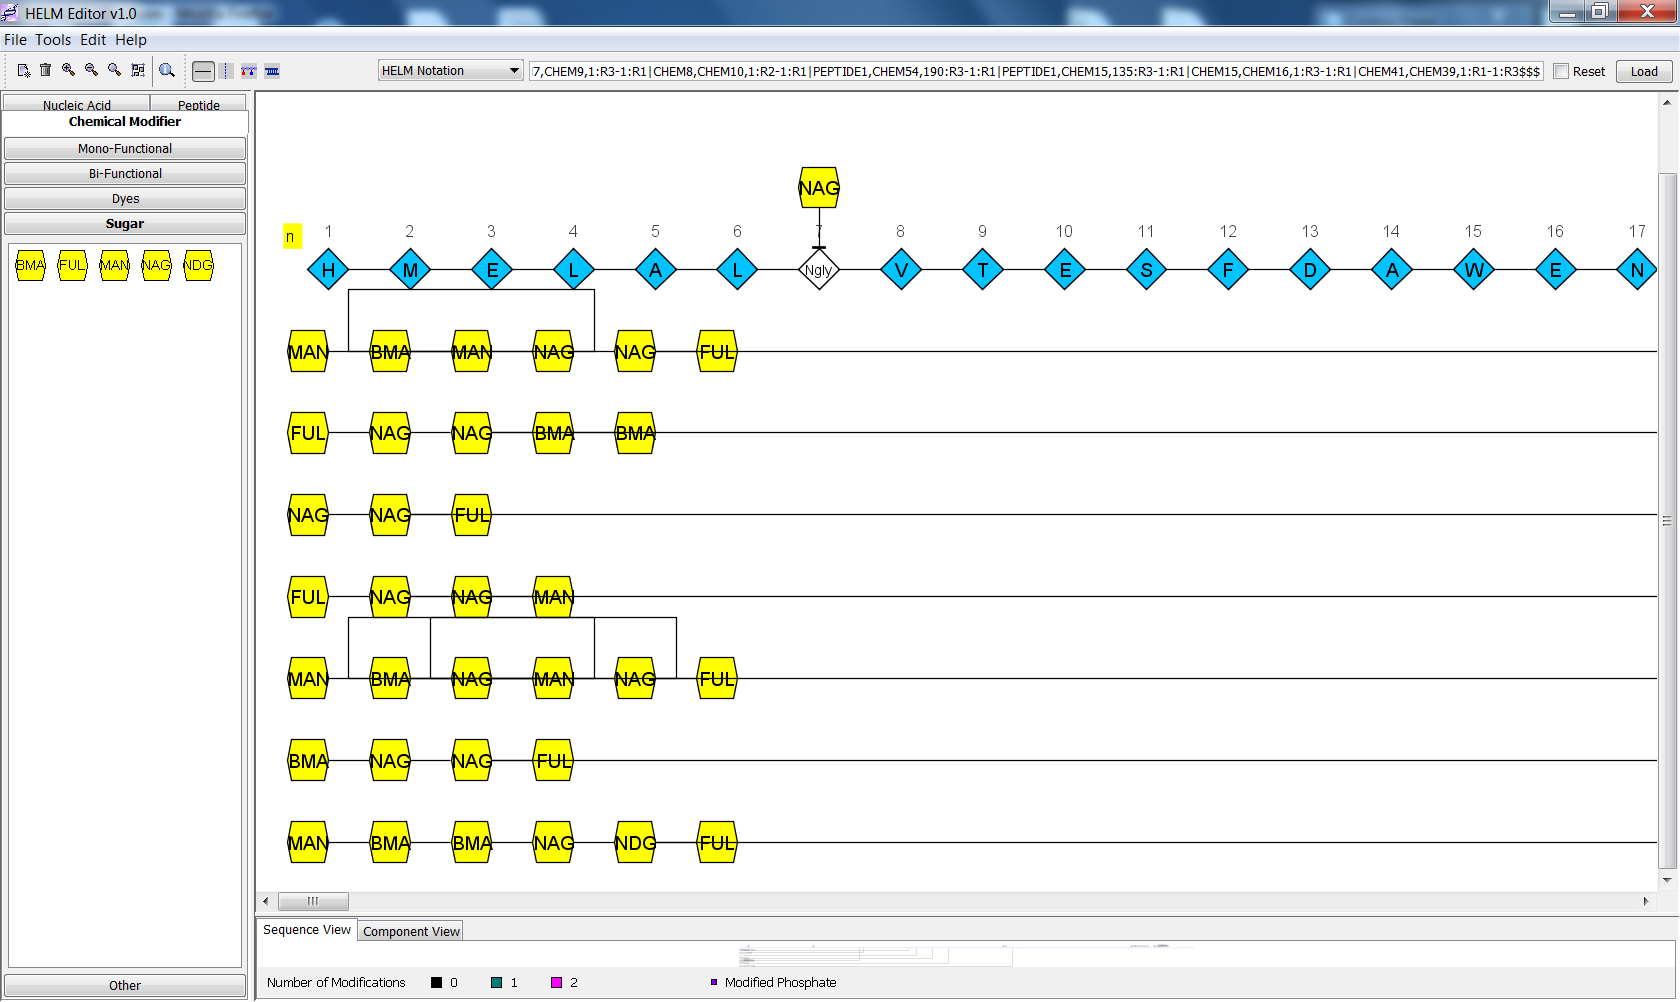 HELM Editor v1.0
File Tools Edit Help
HELM Notation 7,CHEM9,1:R3-1:R1|CHEM8,CHEM10,1:R2-1:R1|PEPTIDE1,CHEM54,190:R3-1:R1|PEPTIDE1,CHEM15,135:R3-1:R1|CHEM15,CHEM16,1:R3-1:R1|CHEM41,CHEM39,1:R1-1:R3$$$ Reset Load
Nucleic Acid Peptide
Chemical Modifier
Mono-Functional
Bi-Functional
Dyes
Sugar
BMA FUL MAN NAG NDG
Other
NAG
n 1 2 3 4 5 6 7 8 9 10 11 12 13 14 15 16 17
H M E L A L Ngly V T E S F D A W E N
MAN BMA MAN NAG NAG FUL
FUL NAG NAG BMA BMA
NAG NAG FUL
FUL NAG NAG MAN
MAN BMA NAG MAN NAG FUL
BMA NAG NAG FUL
MAN BMA BMA NAG NDG FUL
Sequence View Component View
Number of Modifications 0 1 2 Modified Phosphate